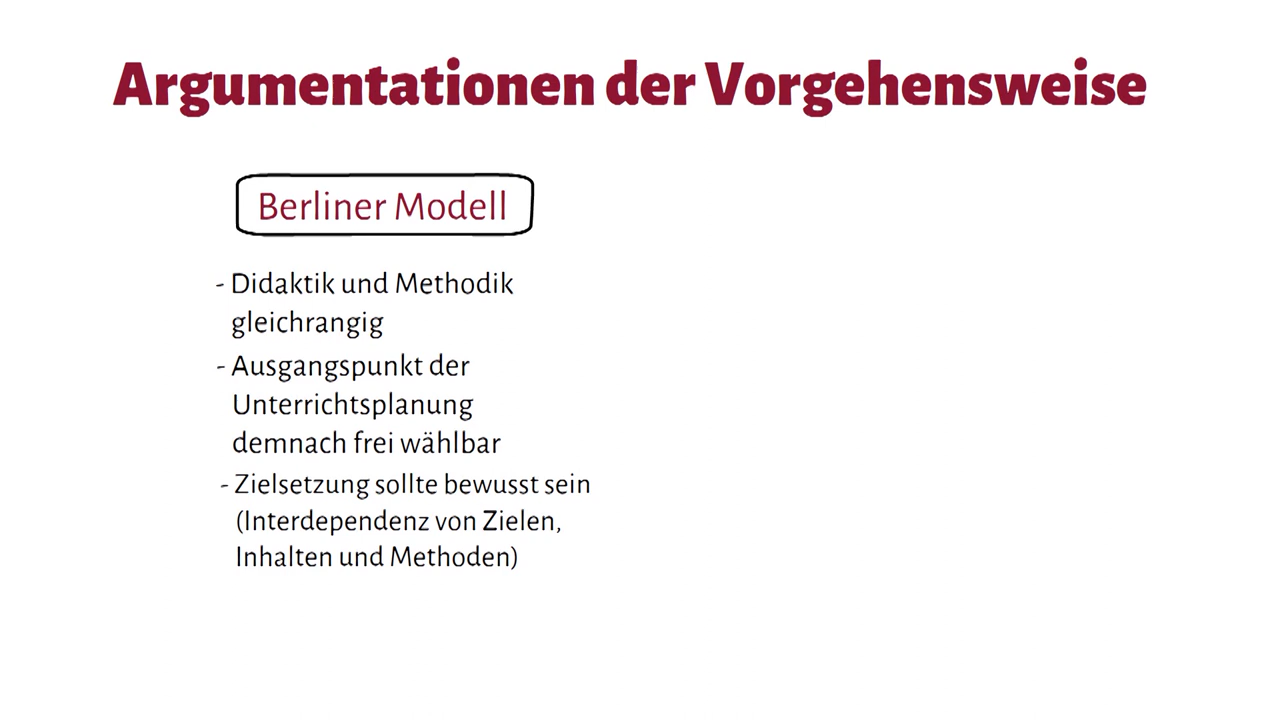 Argumentationen der Vorgehensweise
Berliner Modell
- Didaktik und Methodik
gleichrangig
- Ausgangspunkt der
Unterrichtsplanung
demnach frei wählbar
- Zielsetzung sollte bewusst sein
(Interdependenz von Zielen,
Inhalten und Methoden)